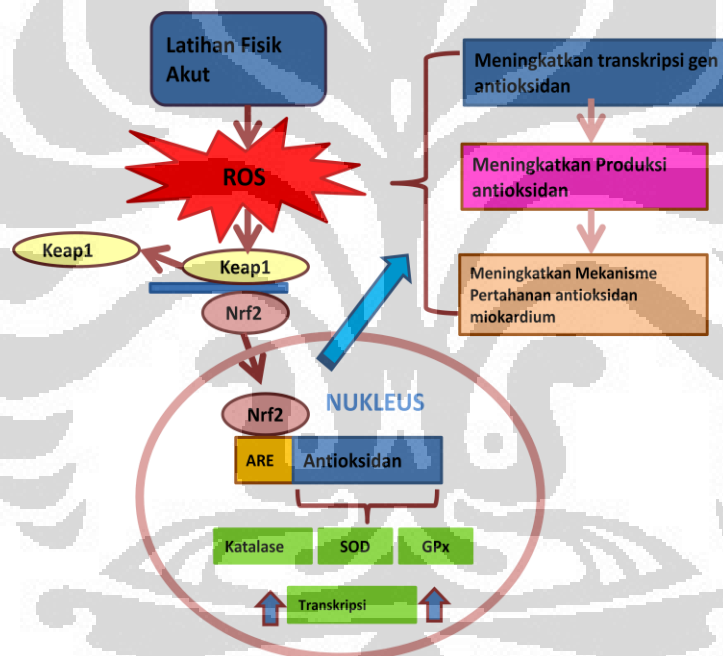 Latihan Fisik
Akut
ROS
Keap1
Keap1
Nrf2
NUKLEUS
Nrf2
ARE
Antioksidan
Katalase
SOD
GPx
Transkripsi
Meningkatkan transkripsi gen
antioksidan
Meningkatkan Produksi
antioksidan
Meningkatkan Mekanisme
Pertahanan antioksidan
miokardium